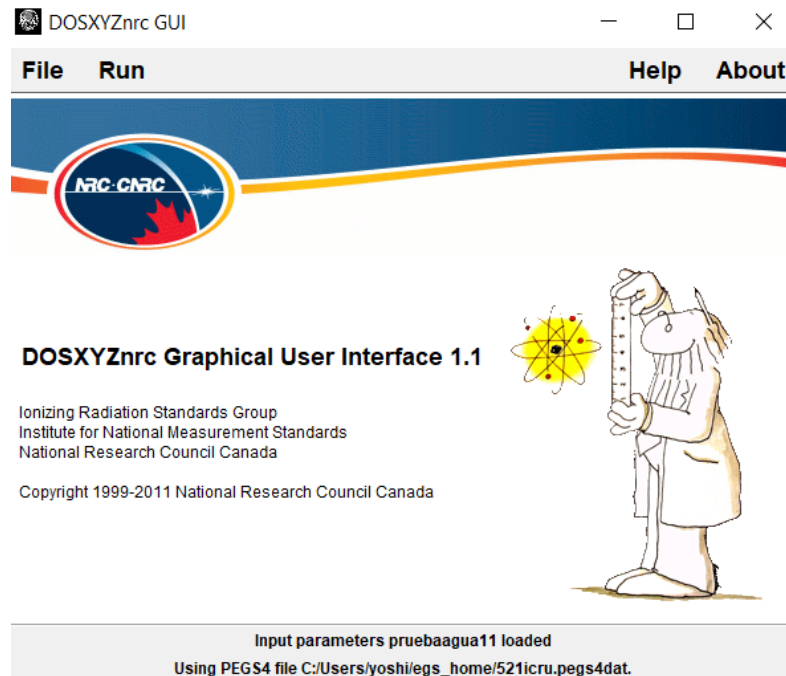 DOSXYZnrc GUI
File Run Help About
NRC·CNRC
DOSXYZnrc Graphical User Interface 1.1
Ionizing Radiation Standards Group
Institute for National Measurement Standards
National Research Council Canada
Copyright 1999-2011 National Research Council Canada
Input parameters pruebaagua11 loaded
Using PEGS4 file C:/Users/yoshi/egs_home/521icru.pegs4dat.